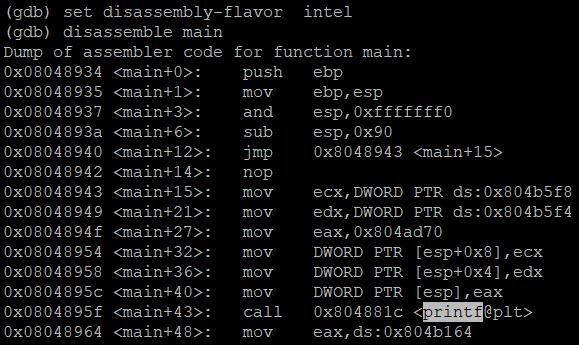 (gdb) set disassembly-flavor  intel
(gdb) disassemble main
Dump of assembler code for function main:
0x08048934 <main+0>:    push   ebp
0x08048935 <main+1>:    mov    ebp,esp
0x08048937 <main+3>:    and    esp,0xfffffff0
0x0804893a <main+6>:    sub    esp,0x90
0x08048940 <main+12>:   jmp    0x8048943 <main+15>
0x08048942 <main+14>:   nop
0x08048943 <main+15>:   mov    ecx,DWORD PTR ds:0x804b5f8
0x08048949 <main+21>:   mov    edx,DWORD PTR ds:0x804b5f4
0x0804894f <main+27>:   mov    eax,0x804ad70
0x08048954 <main+32>:   mov    DWORD PTR [esp+0x8],ecx
0x08048958 <main+36>:   mov    DWORD PTR [esp+0x4],edx
0x0804895c <main+40>:   mov    DWORD PTR [esp],eax
0x0804895f <main+43>:   call   0x804881c <printf@plt>
0x08048964 <main+48>:   mov    eax,ds:0x804b164